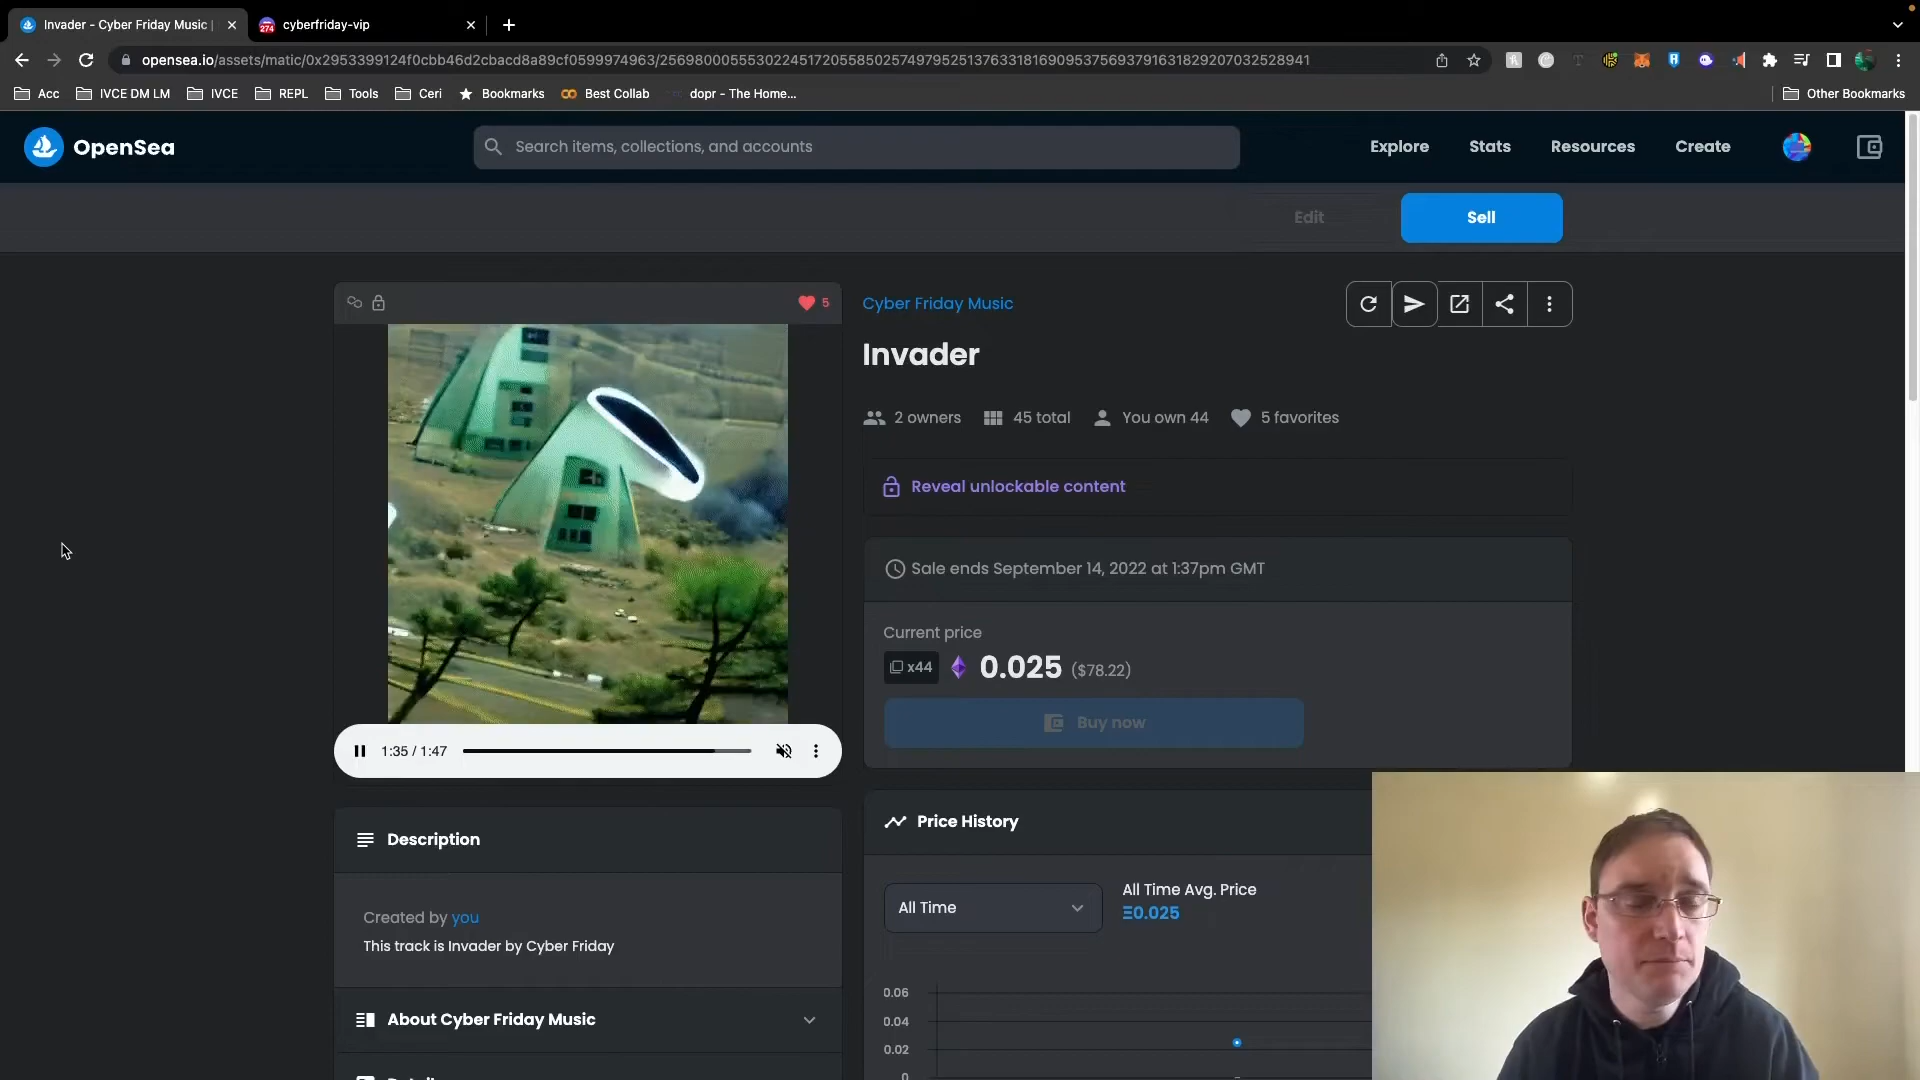 Invader - Cyber Friday Music |
274
cyberfriday-vip
opensea.io/assets/matic/0x2953399124f0cbb46d2cbacd8a89cf0599974963/25698000555302245172055850257497952513763318169095375693791631829207032528941
Acc
IVCE DM LM
IVCE
REPL
Tools
Ceri
Bookmarks
Best Collab
dopr - The Home...
Other Bookmarks
OpenSea
Search items, collections, and accounts
Explore
Stats
Resources
Create
Edit
Sell
5
Cyber Friday Music
Invader
2 owners
45 total
You own 44
5 favorites
Reveal unlockable content
Sale ends September 14, 2022 at 1:37pm GMT
Current price
x44
0.025 ($78.22)
Buy now
1:35 / 1:47
Description
Created by you
This track is Invader by Cyber Friday
About Cyber Friday Music
Price History
All Time
All Time Avg. Price
Ξ0.025
0.06
0.04
0.02
0